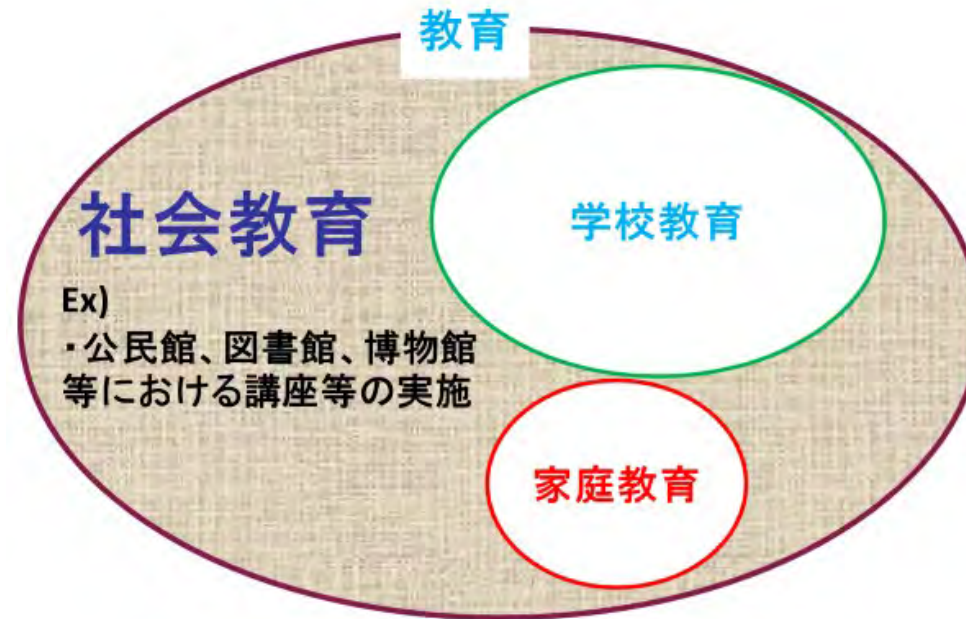 教育
社会教育
学校教育
Ex)
・公民館、図書館、博物館
等における講座等の実施
家庭教育